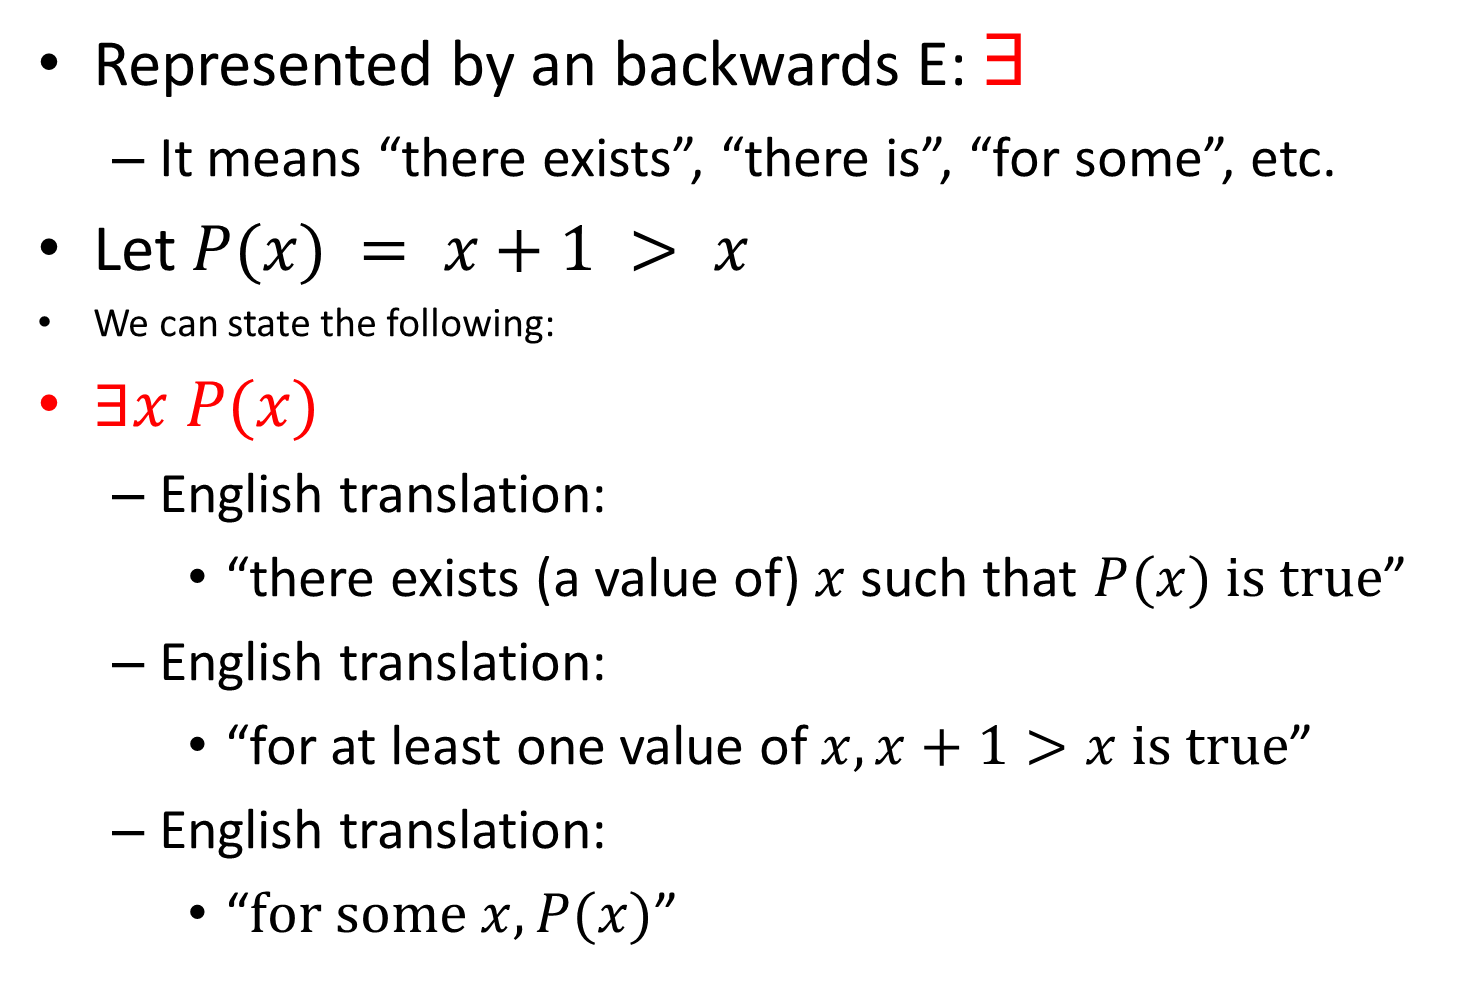 • Represented by an backwards E: ∃
– It means “there exists”, “there is”, “for some”, etc.
• Let P(x) = x + 1 > x
• We can state the following:
• ∃x P(x)
– English translation:
• “there exists (a value of) x such that P(x) is true”
– English translation:
• “for at least one value of x, x + 1 > x is true”
– English translation:
• “for some x, P(x)”